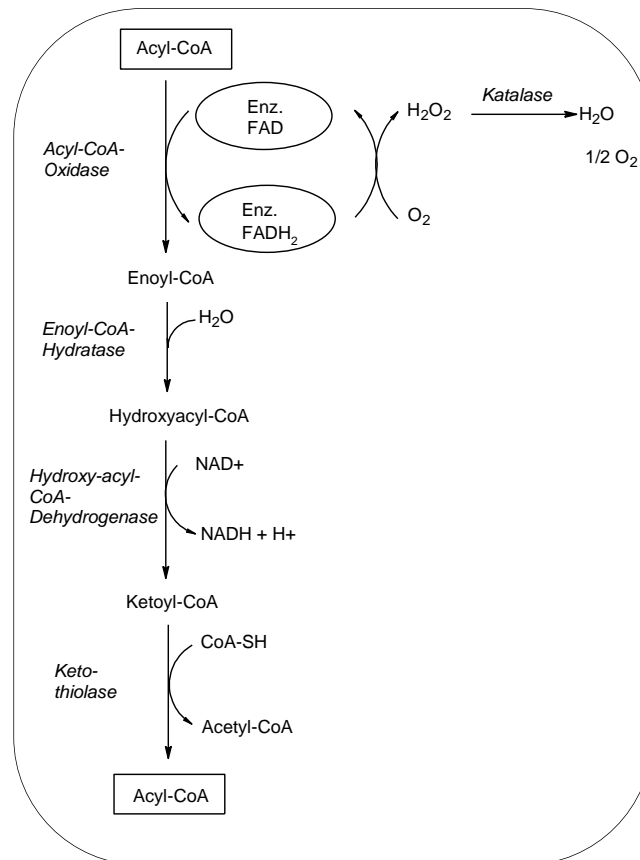 Acyl-CoA
Enz.
FAD
H₂O₂
Katalase
H₂O
1/2 O₂
Acyl-CoA-
Oxidase
Enz.
FADH₂
O₂
Enoyl-CoA
Enoyl-CoA-
Hydratase
H₂O
Hydroxyacyl-CoA
Hydroxy-acyl-
CoA-
Dehydrogenase
NAD+
NADH + H+
Ketoyl-CoA
CoA-SH
Keto-
thiolase
Acetyl-CoA
Acyl-CoA